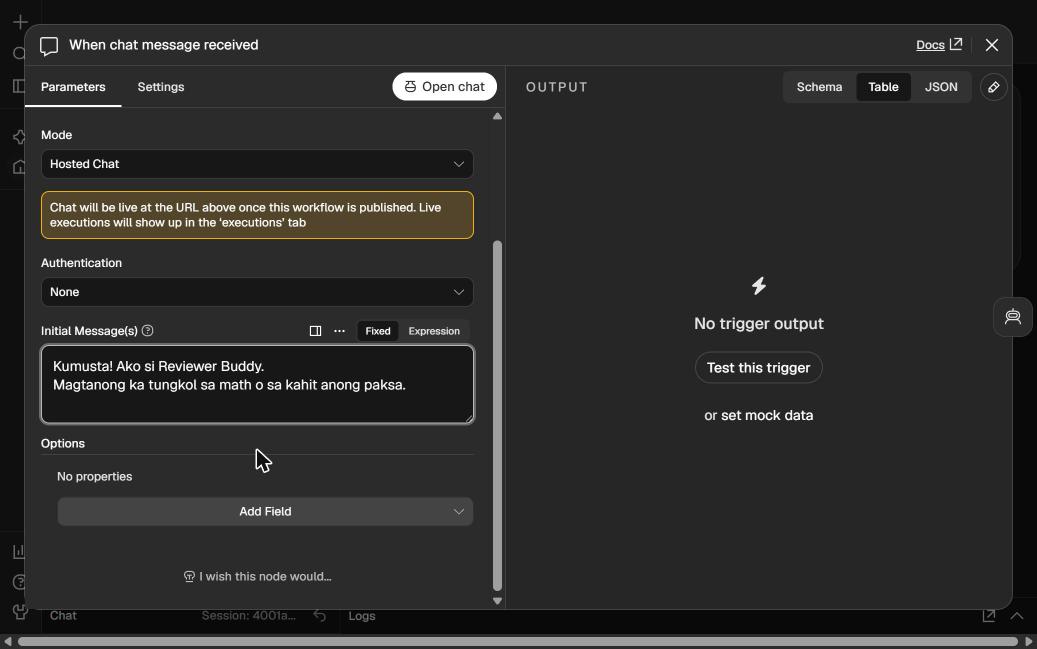 When chat message received
Docs
Parameters
Settings
Open chat
OUTPUT
Schema
Table
JSON
Mode
Hosted Chat
Chat will be live at the URL above once this workflow is published. Live
executions will show up in the ‘executions’ tab
Authentication
None
Initial Message(s)
Fixed
Expression
Kumusta! Ako si Reviewer Buddy.
Magtanong ka tungkol sa math o sa kahit anong paksa.
Options
No properties
Add Field
I wish this node would...
No trigger output
Test this trigger
or set mock data
Chat
Session: 4001a...
Logs